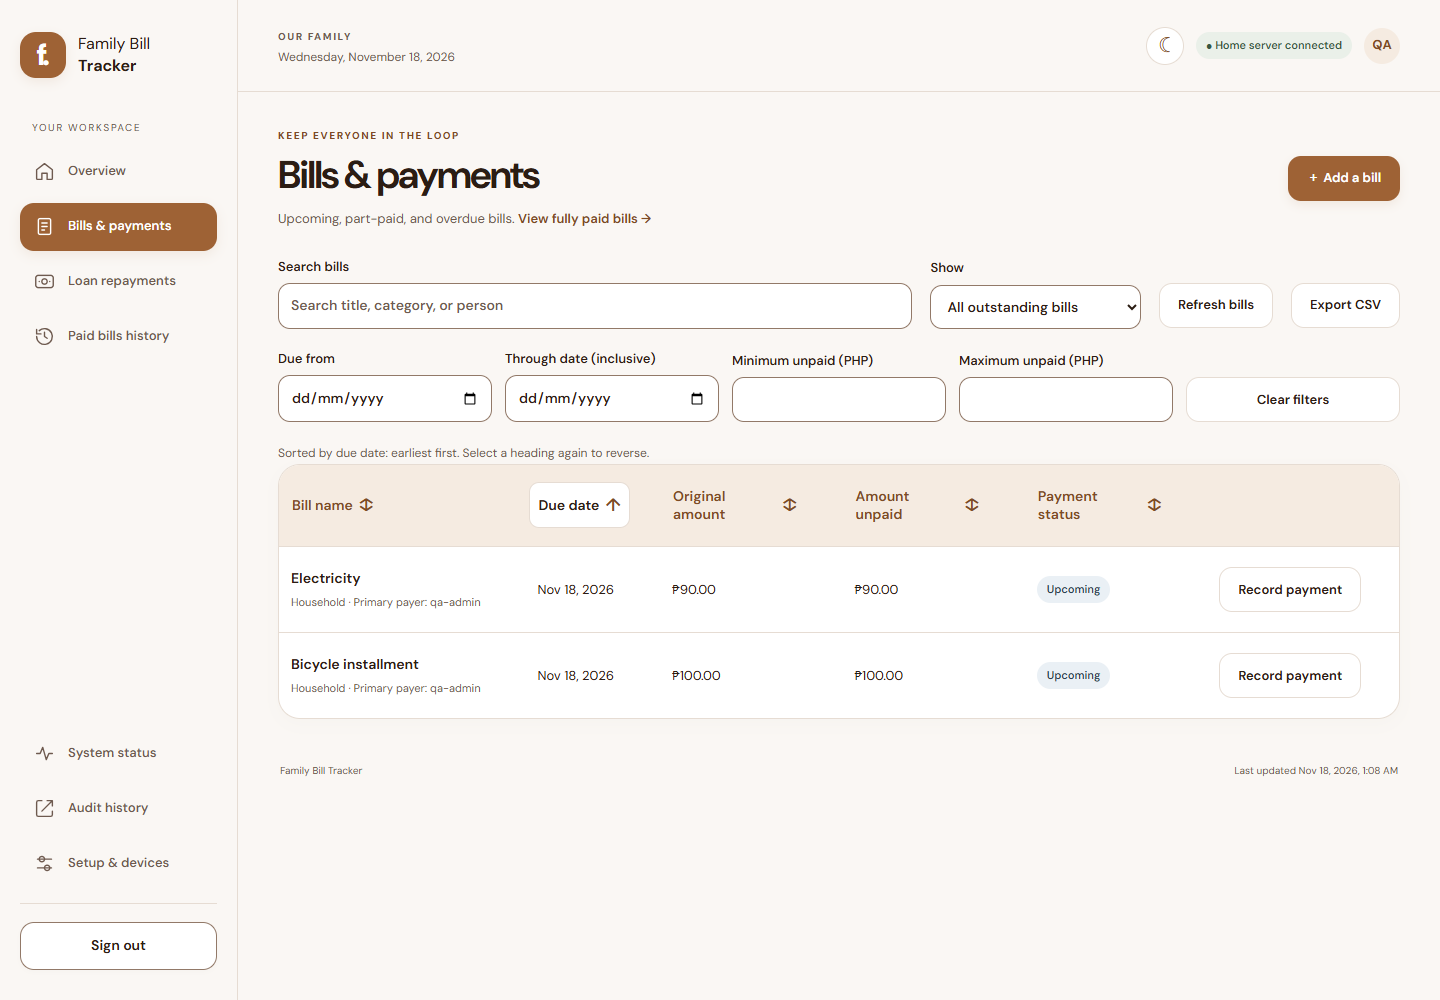 f.
Family Bill
Tracker
YOUR WORKSPACE
Overview
Bills & payments
Loan repayments
Paid bills history
System status
Audit history
Setup & devices
Sign out
OUR FAMILY
Wednesday, November 18, 2026
● Home server connected
QA
KEEP EVERYONE IN THE LOOP
Bills & payments
Upcoming, part-paid, and overdue bills. View fully paid bills →
+ Add a bill
Search bills
Search title, category, or person
Show
All outstanding bills
Refresh bills
Export CSV
Due from
dd/mm/yyyy
Through date (inclusive)
dd/mm/yyyy
Minimum unpaid (PHP)
Maximum unpaid (PHP)
Clear filters
Sorted by due date: earliest first. Select a heading again to reverse.
Bill name
Due date ↑
Original
amount
Amount
unpaid
Payment
status
Electricity
Household · Primary payer: qa-admin
Nov 18, 2026
₱90.00
₱90.00
Upcoming
Record payment
Bicycle installment
Household · Primary payer: qa-admin
Nov 18, 2026
₱100.00
₱100.00
Upcoming
Record payment
Family Bill Tracker
Last updated Nov 18, 2026, 1:08 AM